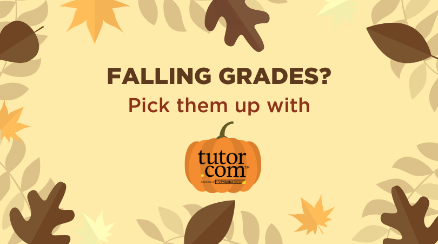 FALLING GRADES?
Pick them up with
tutor
com